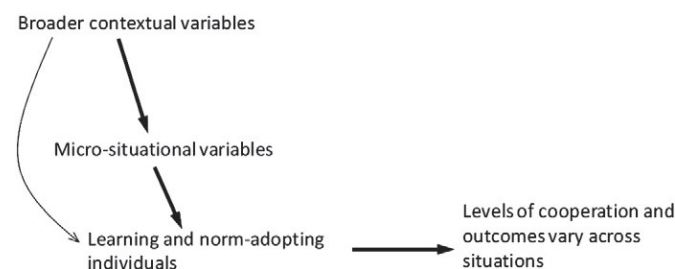 Broader contextual variables
Micro-situational variables
Learning and norm-adopting
individuals
Levels of cooperation and
outcomes vary across
situations